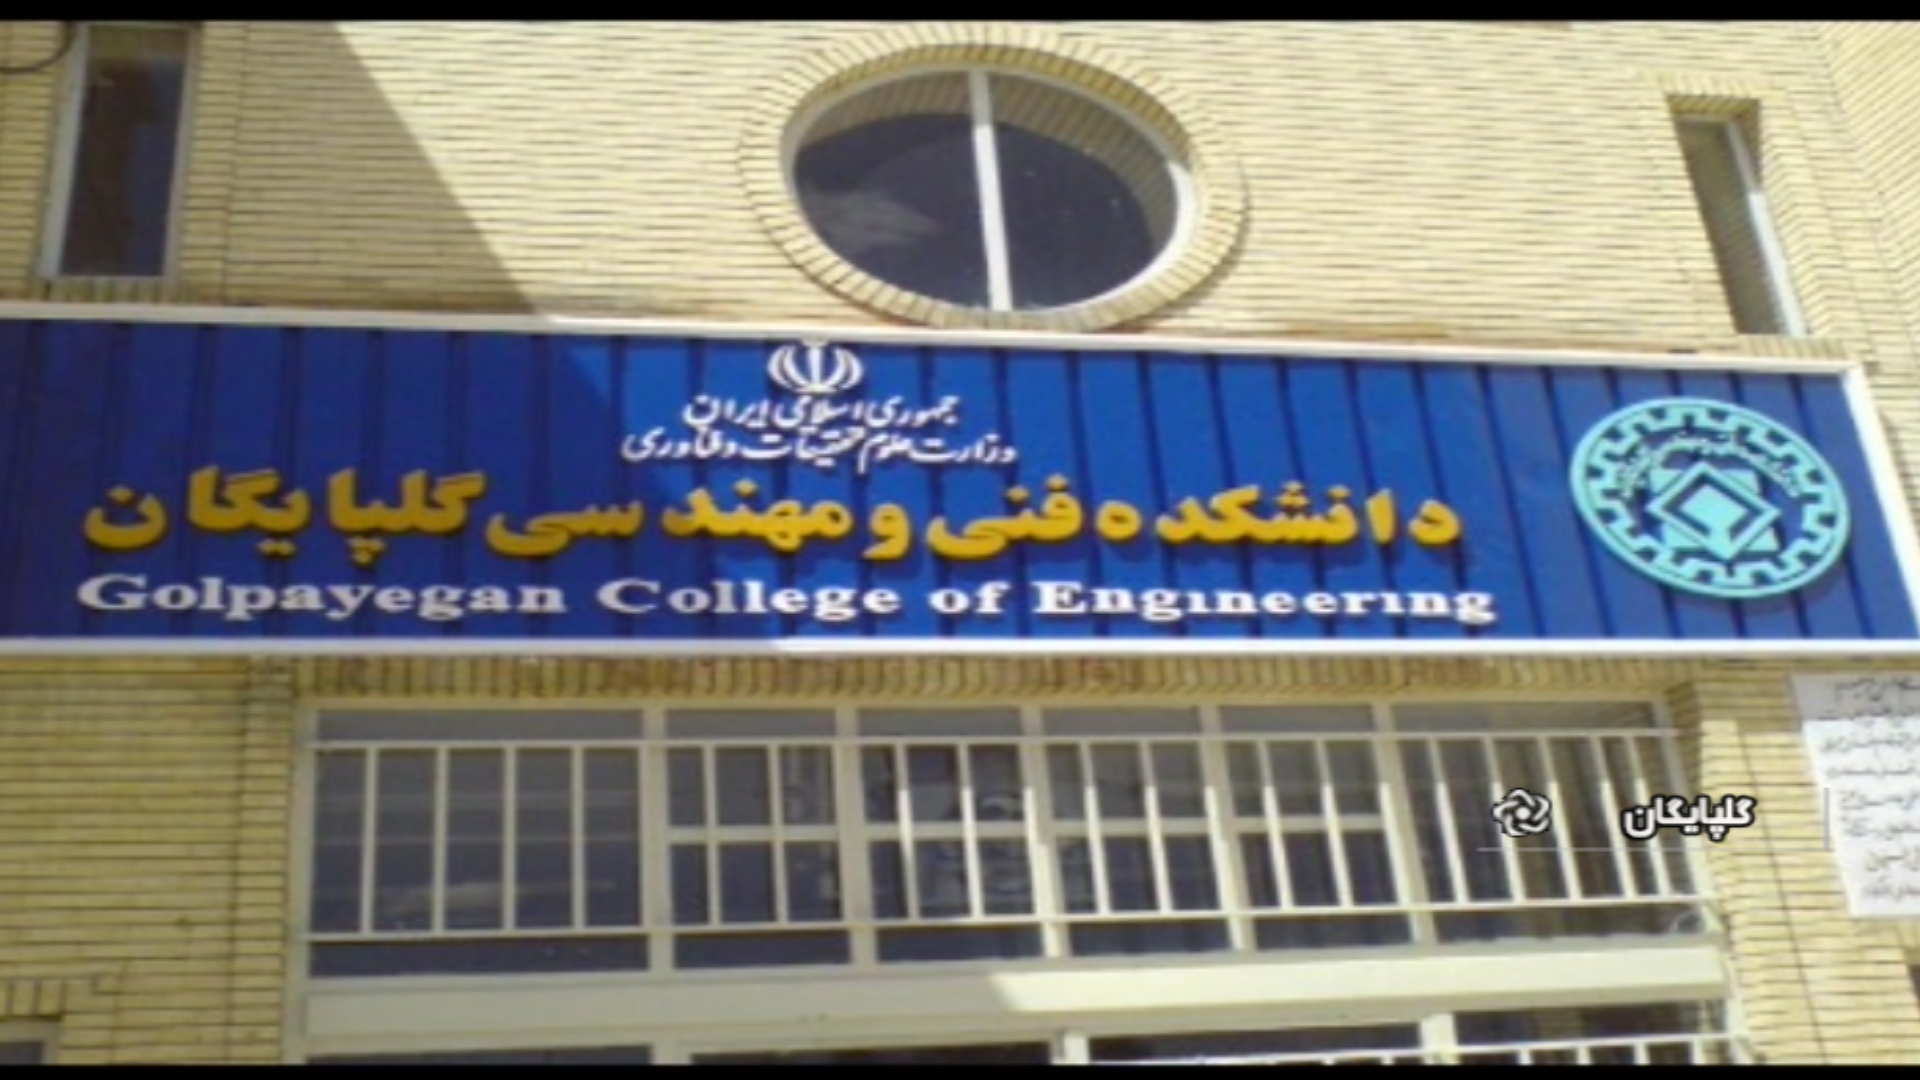 جمهوری اسلامی ایران
وزارت علوم تحقیقات و فناوری
دانشکده فنی و مهندسی گلپایگان
Golpayegan College of Engineering
گلپایگان